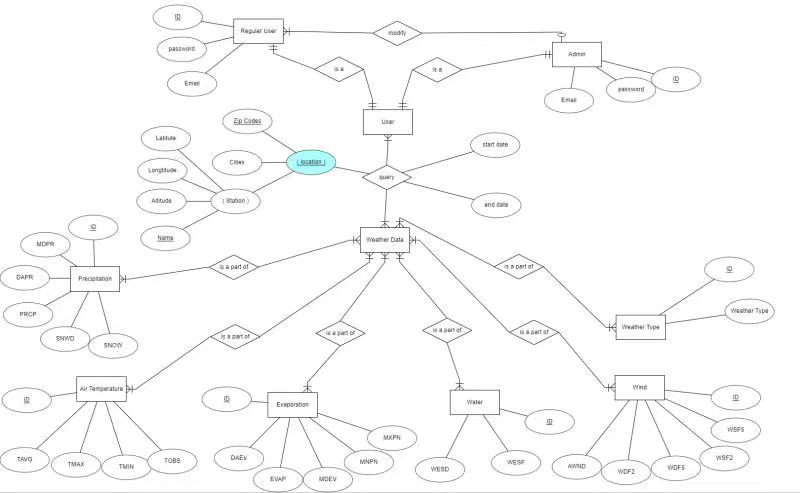 ID
Regular User
modify
password
is a
is a
Admin
ID
Email
password
Email
Zip Codes
User
Latitute
start date
Cities
( location )
Longtitude
query
Altitude
( Station )
end date
ID
Name
MDPR
Weather Data
is a part of
is a part of
ID
DAPR
Precipitation
Weather Type
PRCP
Weather Type
SNWD
SNOW
is a part of
is a part of
is a part of
is a part of
Air Temperature
Wind
ID
ID
Evaporation
Water
ID
ID
WSF5
MXPN
TAVG
TMAX
TMIN
TOBS
DAEV
EVAP
MDEV
MNPN
WESD
WESF
AWND
WDF2
WDF5
WSF2